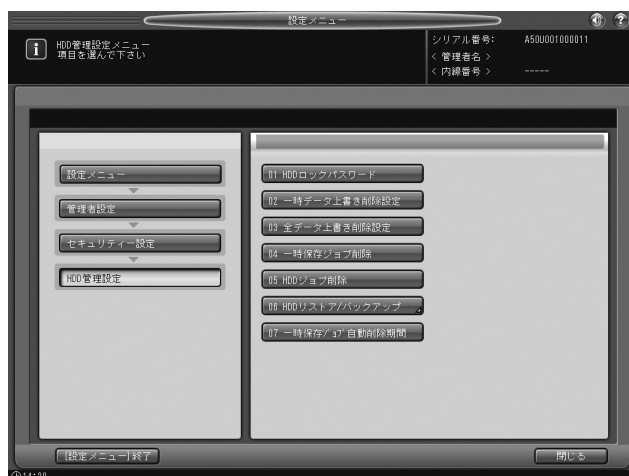 設定メニュー
HDD管理設定メニュー
項目を選んで下さい
シリアル番号: A50U001000011
< 管理者名 >
< 内線番号 > -----
設定メニュー
管理者設定
セキュリティー設定
HDD管理設定
01 HDDロックパスワード
02 一時データ上書き削除設定
03 全データ上書き削除設定
04 一時保存ジョブ削除
05 HDDジョブ削除
06 HDDリストア/バックアップ
07 一時保存ジョブ自動削除期間
[設定メニュー]終了
閉じる
14:20